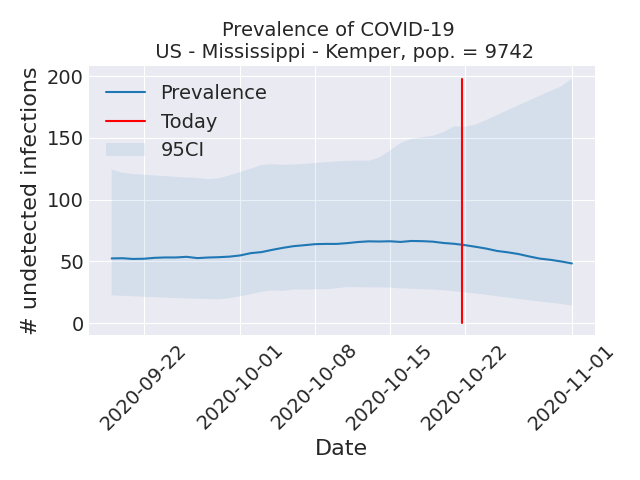 Prevalence of COVID-19
US - Mississippi - Kemper, pop. = 9742
# undetected infections
200
150
100
50
0
Prevalence
Today
95CI
2020-09-22
2020-10-01
2020-10-08
2020-10-15
2020-10-22
2020-11-01
Date